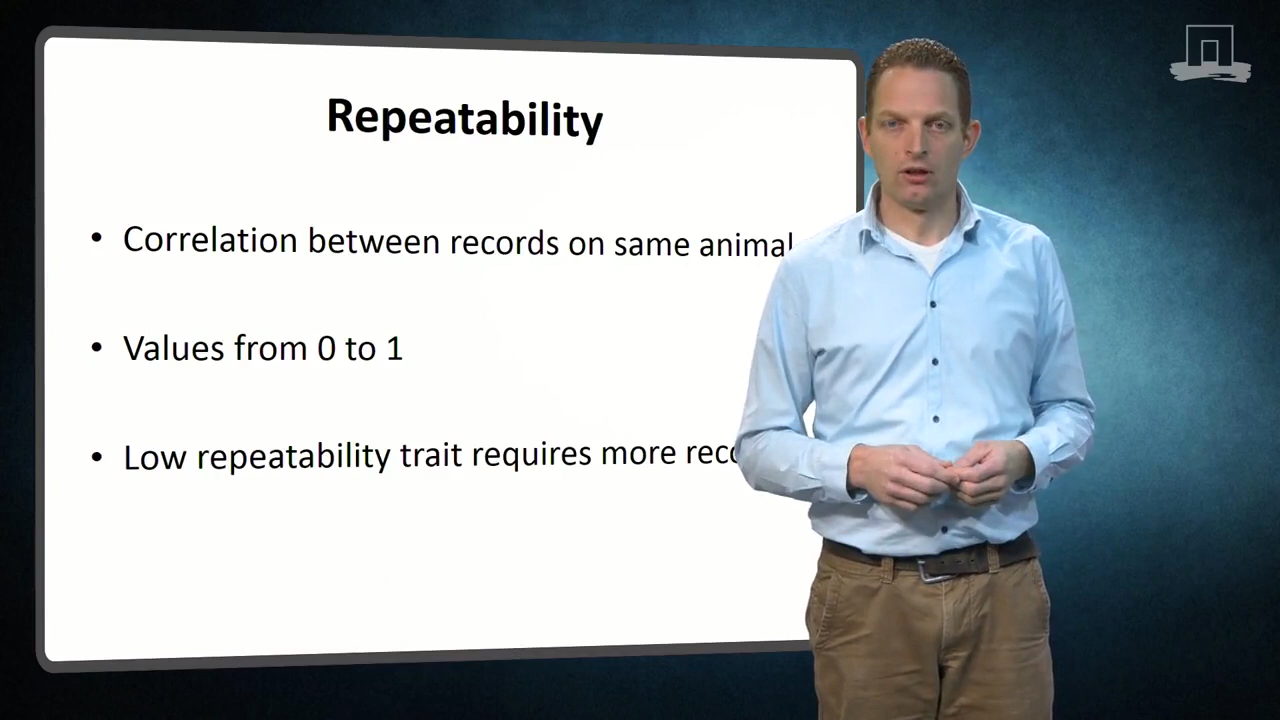 Repeatability
• Correlation between records on same animal
• Values from 0 to 1
• Low repeatability trait requires more